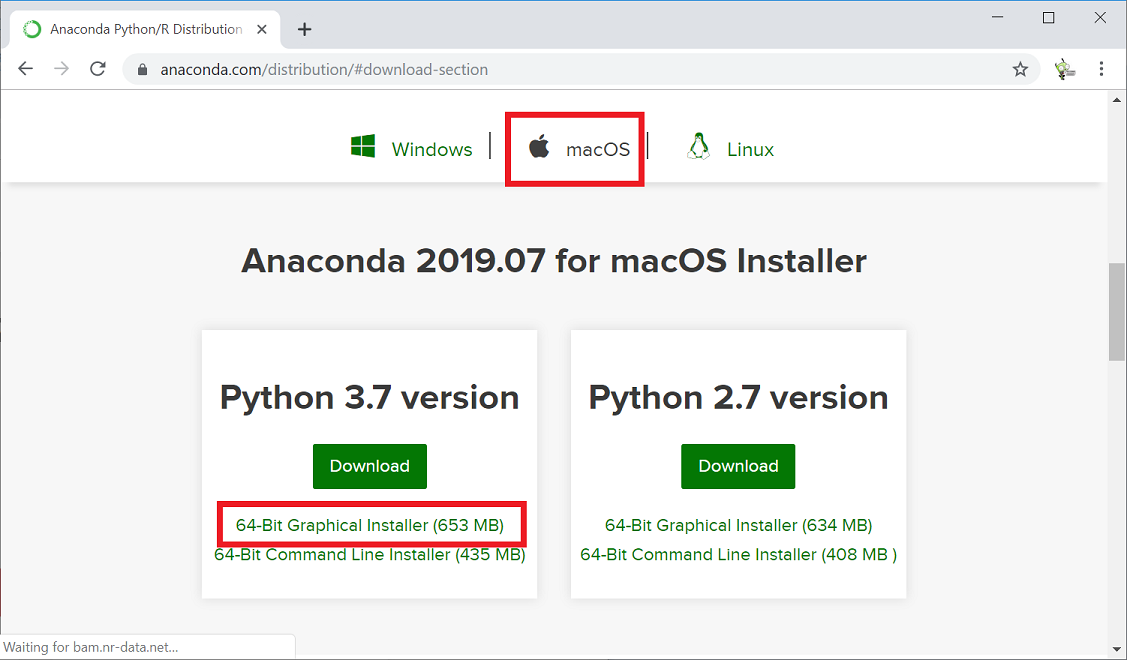 Anaconda Python/R Distribution
anaconda.com/distribution/#download-section
Windows | macOS | Linux
Anaconda 2019.07 for macOS Installer
Python 3.7 version
Download
64-Bit Graphical Installer (653 MB)
64-Bit Command Line Installer (435 MB)
Python 2.7 version
Download
64-Bit Graphical Installer (634 MB)
64-Bit Command Line Installer (408 MB )
Waiting for bam.nr-data.net...